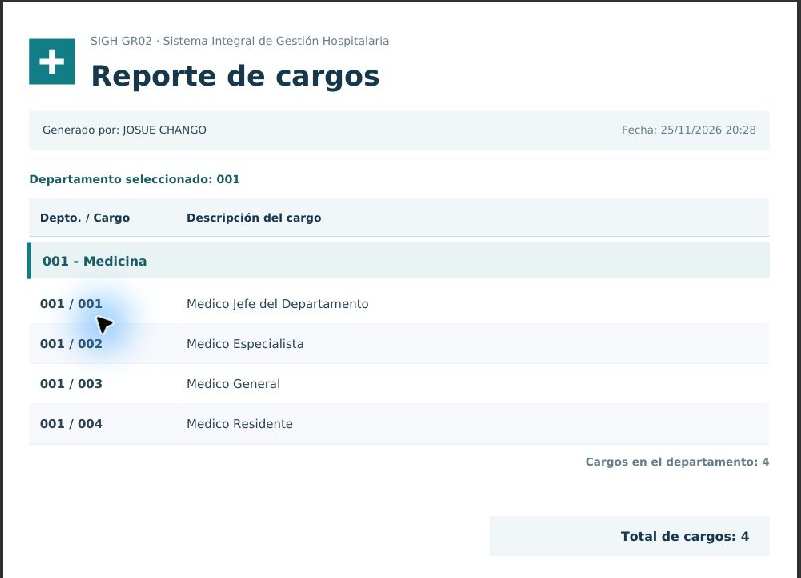 SIGH GR02 · Sistema Integral de Gestión Hospitalaria
Reporte de cargos
Generado por: JOSUE CHANGO Fecha: 25/11/2026 20:28
Departamento seleccionado: 001
Depto. / Cargo Descripción del cargo
001 - Medicina
001 / 001 Medico Jefe del Departamento
001 / 002 Medico Especialista
001 / 003 Medico General
001 / 004 Medico Residente
Cargos en el departamento: 4
Total de cargos: 4